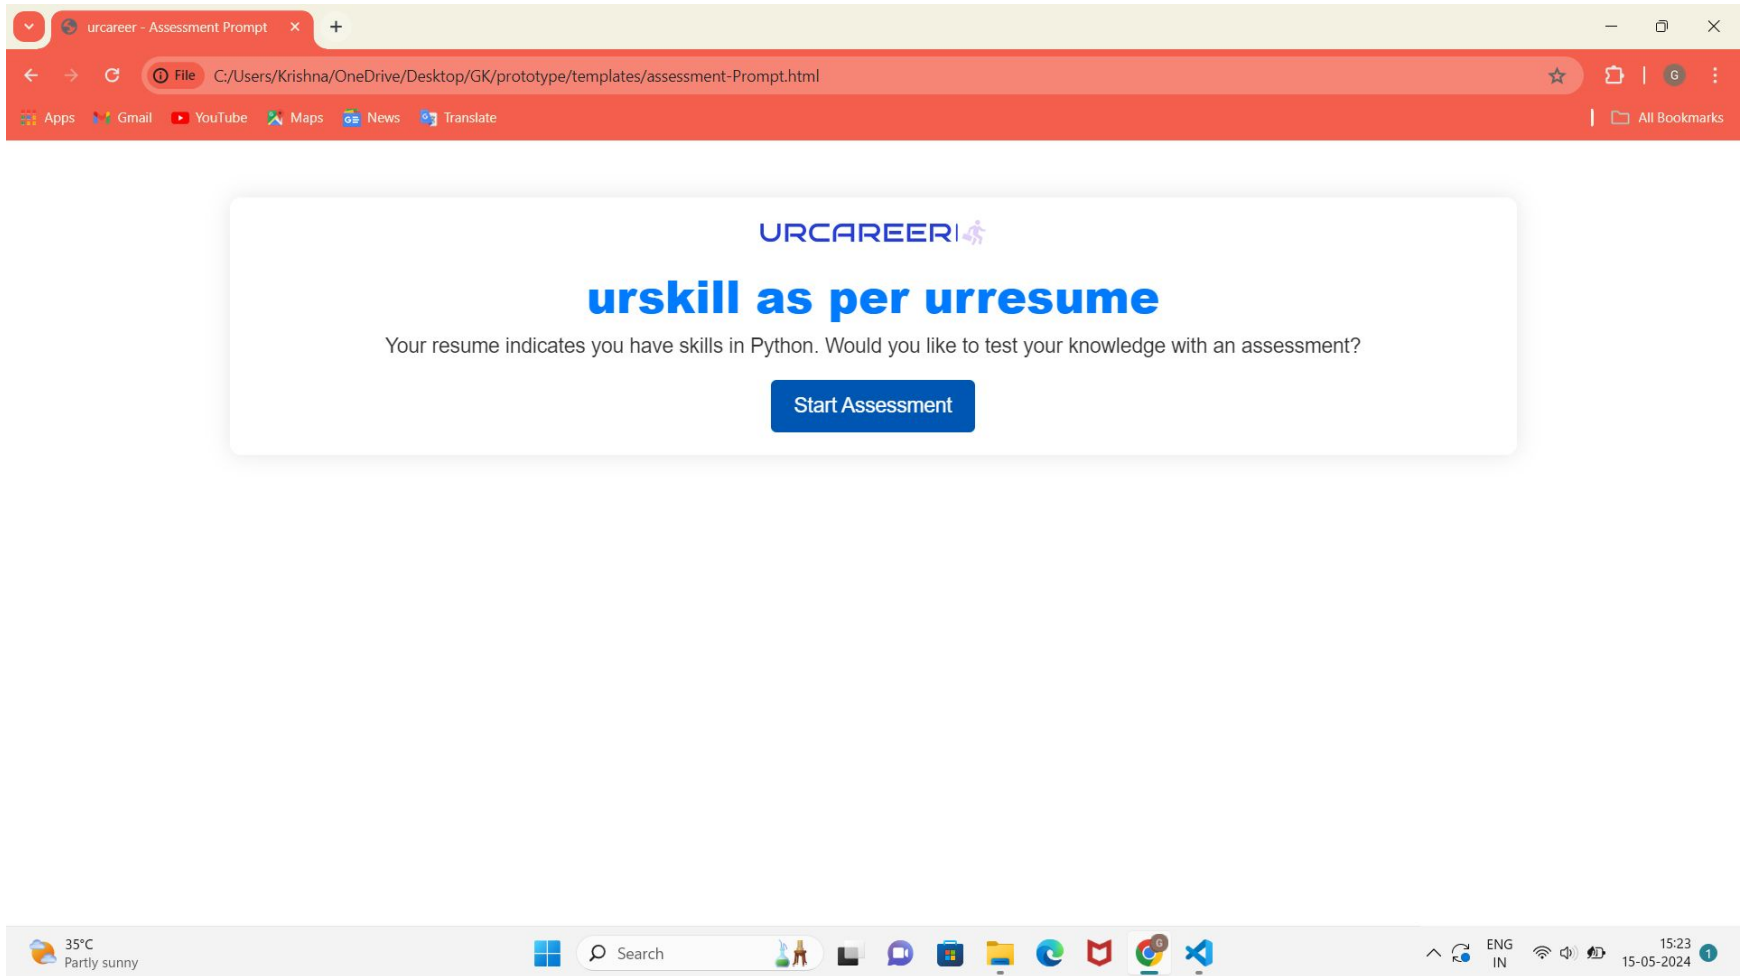 urcareer - Assessment Prompt
File C:/Users/Krishna/OneDrive/Desktop/GK/prototype/templates/assessment-Prompt.html G
Apps Gmail YouTube Maps News Translate All Bookmarks
URCAREER
urskill as per urresume
Your resume indicates you have skills in Python. Would you like to test your knowledge with an assessment?
Start Assessment
35°C
Partly sunny
Search
G
ENG
IN
15:23
15-05-2024
1